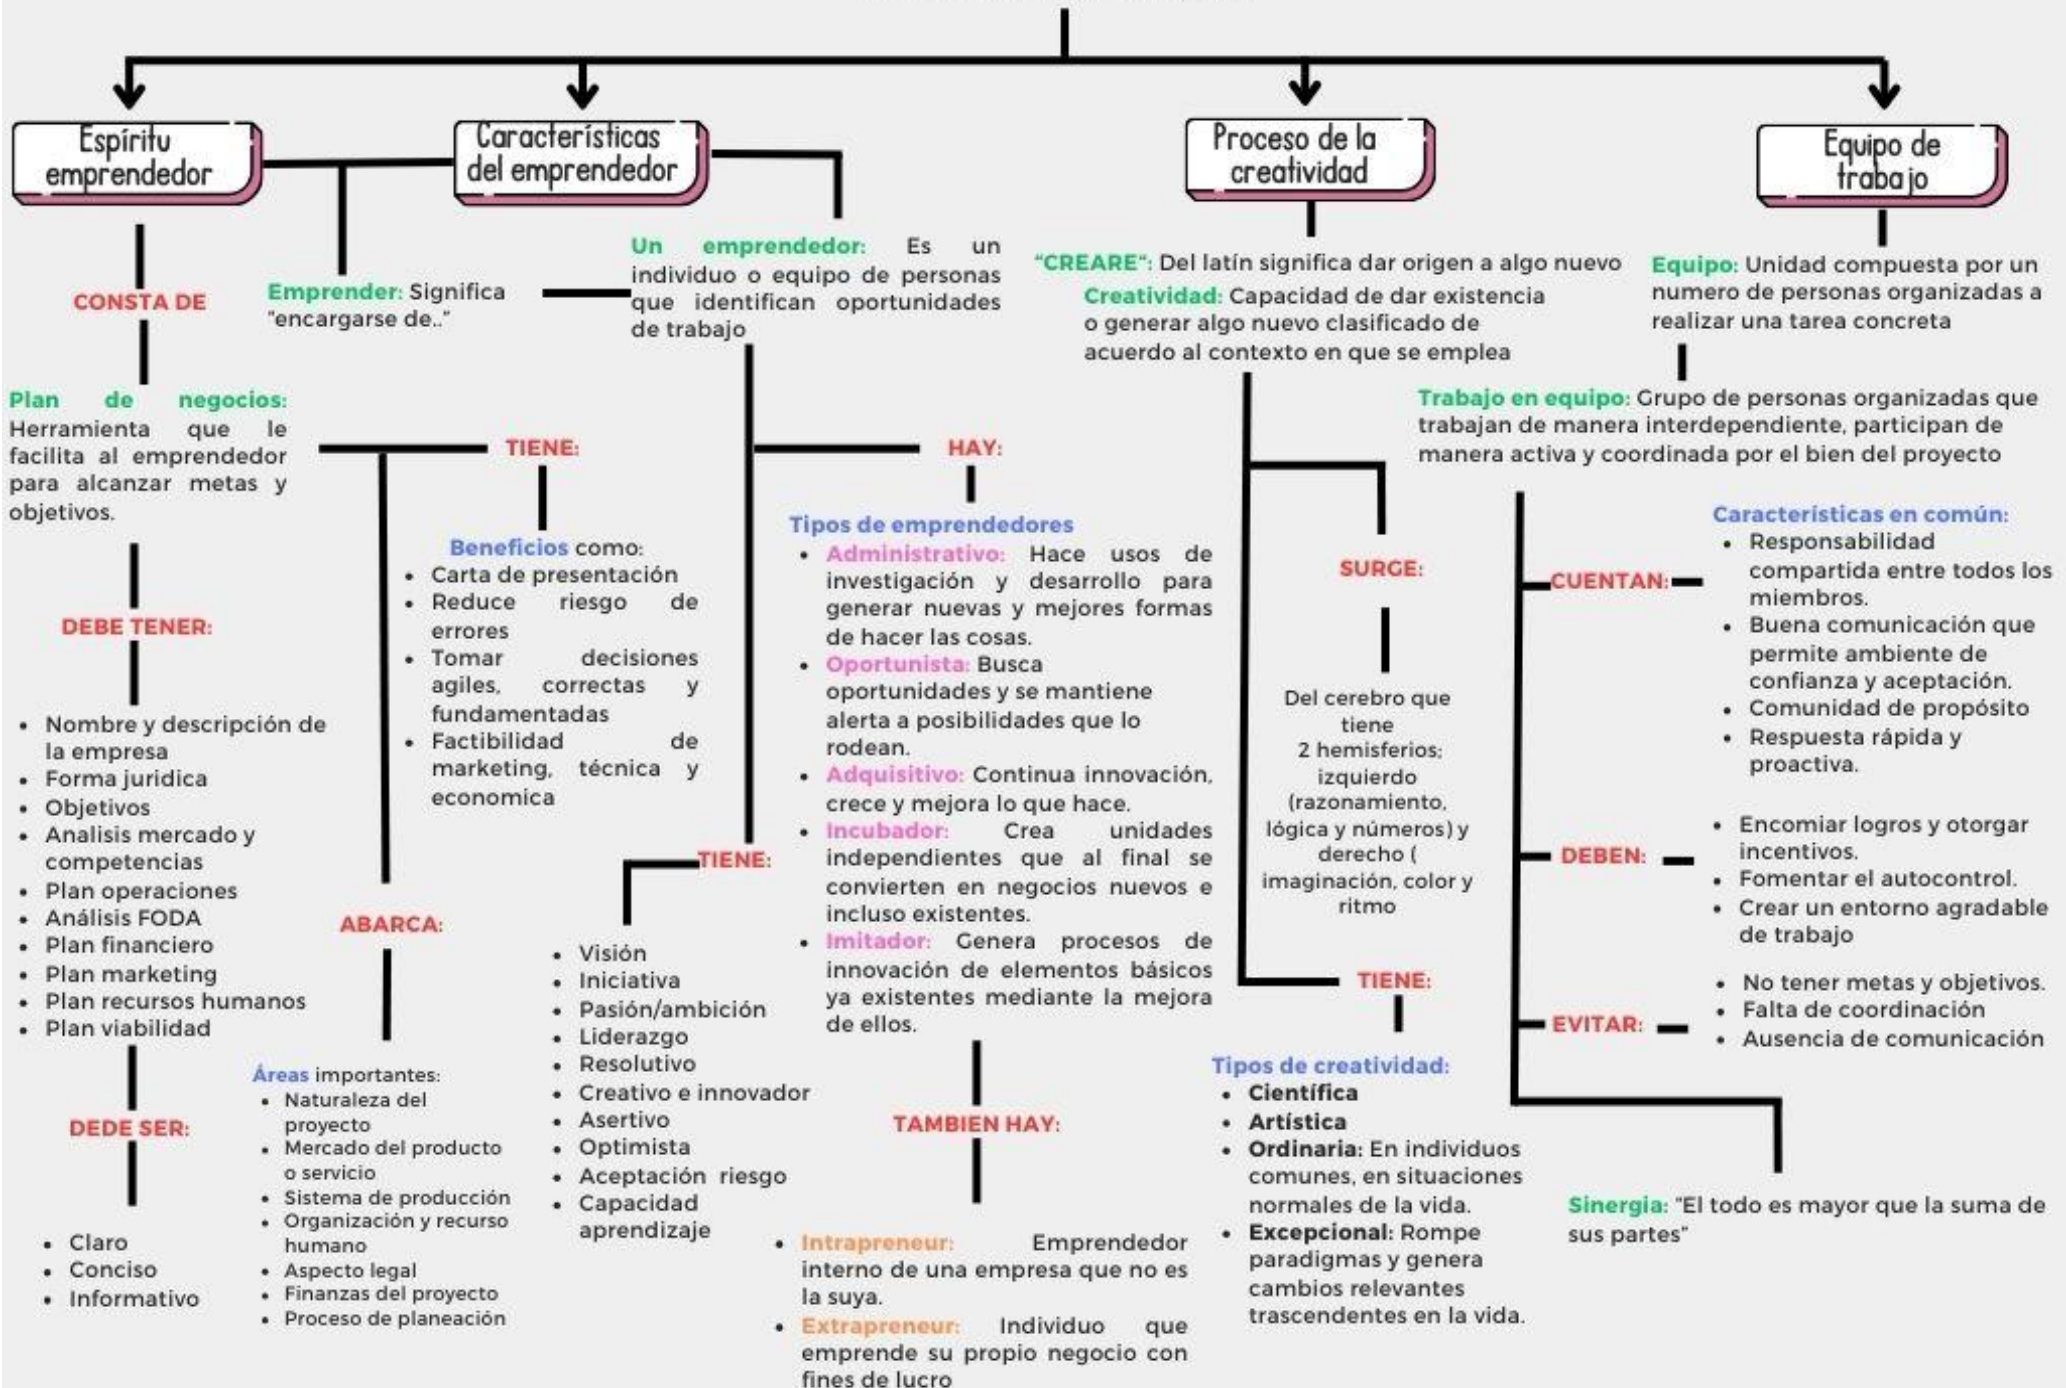 Espíritu
emprendedor
Características
del emprendedor
Proceso de la
creatividad
Equipo de
trabajo
CONSTA DE
Emprender: Significa
"encargarse de.."
Un emprendedor: Es un
individuo o equipo de personas
que identifican oportunidades
de trabajo
"CREARE": Del latín significa dar origen a algo nuevo
Creatividad: Capacidad de dar existencia
o generar algo nuevo clasificado de
acuerdo al contexto en que se emplea
Equipo: Unidad compuesta por un
numero de personas organizadas a
realizar una tarea concreta
Plan de negocios:
Herramienta que le
facilita al emprendedor
para alcanzar metas y
objetivos.
TIENE:
HAY:
Trabajo en equipo: Grupo de personas organizadas que
trabajan de manera interdependiente, participan de
manera activa y coordinada por el bien del proyecto
DEBE TENER:
• Nombre y descripción de
la empresa
• Forma juridica
• Objetivos
• Analisis mercado y
competencias
• Plan operaciones
• Análisis FODA
• Plan financiero
• Plan marketing
• Plan recursos humanos
• Plan viabilidad
DEDE SER:
• Claro
• Conciso
• Informativo
Beneficios como:
• Carta de presentación
• Reduce riesgo de
errores
• Tomar decisiones
agiles, correctas y
fundamentadas
• Factibilidad de
marketing, técnica y
economica
ABARCA:
Áreas importantes:
• Naturaleza del
proyecto
• Mercado del producto
o servicio
• Sistema de producción
• Organización y recurso
humano
• Aspecto legal
• Finanzas del proyecto
• Proceso de planeación
TIENE:
• Visión
• Iniciativa
• Pasión/ambición
• Liderazgo
• Resolutivo
• Creativo e innovador
• Asertivo
• Optimista
• Aceptación riesgo
• Capacidad
aprendizaje
Tipos de emprendedores
• Administrativo: Hace usos de
investigación y desarrollo para
generar nuevas y mejores formas
de hacer las cosas.
• Oportunista: Busca
oportunidades y se mantiene
alerta a posibilidades que lo
rodean.
• Adquisitivo: Continua innovación,
crece y mejora lo que hace.
• Incubador: Crea unidades
independientes que al final se
convierten en negocios nuevos e
incluso existentes.
• Imitador: Genera procesos de
innovación de elementos básicos
ya existentes mediante la mejora
de ellos.
TAMBIEN HAY:
• Intrapreneur: Emprendedor
interno de una empresa que no es
la suya.
• Extrapreneur: Individuo que
emprende su propio negocio con
fines de lucro
SURGE:
Del cerebro que
tiene
2 hemisferios;
izquierdo
(razonamiento,
lógica y números) y
derecho (
imaginación, color y
ritmo
TIENE:
Tipos de creatividad:
• Científica
• Artística
• Ordinaria: En individuos
comunes, en situaciones
normales de la vida.
• Excepcional: Rompe
paradigmas y genera
cambios relevantes
trascendentes en la vida.
CUENTAN:
Características en común:
• Responsabilidad
compartida entre todos los
miembros.
• Buena comunicación que
permite ambiente de
confianza y aceptación.
• Comunidad de propósito
• Respuesta rápida y
proactiva.
DEBEN:
• Encomiar logros y otorgar
incentivos.
• Fomentar el autocontrol.
• Crear un entorno agradable
de trabajo
EVITAR:
• No tener metas y objetivos.
• Falta de coordinación
• Ausencia de comunicación
Sinergia: "El todo es mayor que la suma de
sus partes"